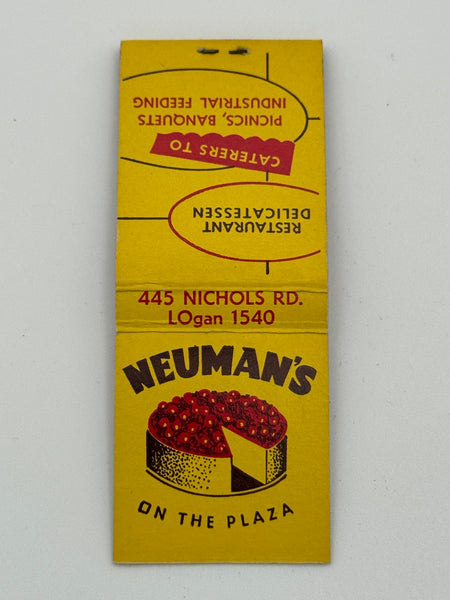 CATERERS TO
PICNICS, BANQUETS
INDUSTRIAL FEEDING
RESTAURANT
DELICATESSEN
445 NICHOLS RD.
LOgan 1540
NEUMAN'S
ON THE PLAZA